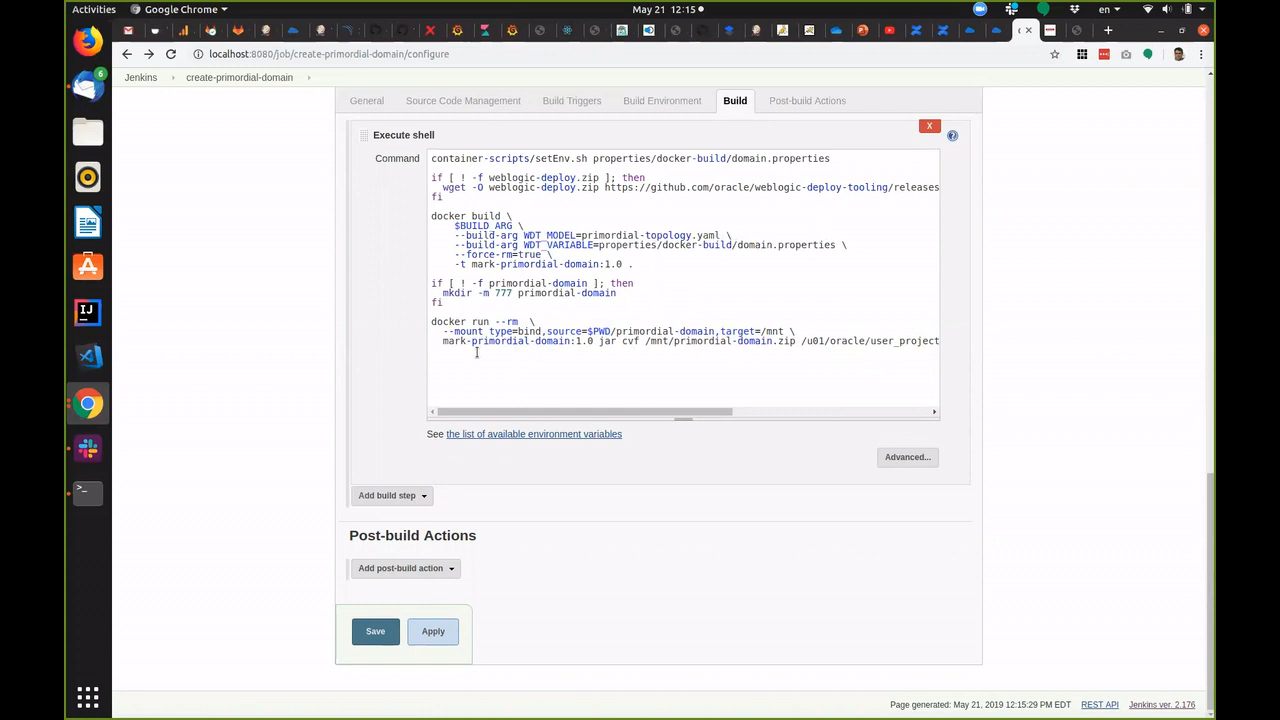 Activities
Google Chrome
May 21 12:15
en
localhost:8080/job/create-primordial-domain/configure
6
Jenkins
create-primordial-domain
General
Source Code Management
Build Triggers
Build Environment
Build
Post-build Actions
X
Execute shell
Command
container-scripts/setEnv.sh properties/docker-build/domain.properties
if [ ! -f weblogic-deploy.zip ]; then
wget -O weblogic-deploy.zip https://github.com/oracle/weblogic-deploy-tooling/releases
fi
docker build \
$BUILD_ARG \
--build-arg WDT_MODEL=primordial-topology.yaml \
--build-arg WDT_VARIABLE=properties/docker-build/domain.properties \
--force-rm=true \
-t mark-primordial-domain:1.0 .
if [ ! -f primordial-domain ]; then
mkdir -m 777 primordial-domain
fi
docker run --rm \
--mount type=bind,source=$PWD/primordial-domain,target=/mnt \
mark-primordial-domain:1.0 jar cvf /mnt/primordial-domain.zip /u01/oracle/user_project
See the list of available environment variables
Advanced...
Add build step
Post-build Actions
Add post-build action
Save
Apply
Page generated: May 21, 2019 12:15:29 PM EDT
REST API
Jenkins ver. 2.176